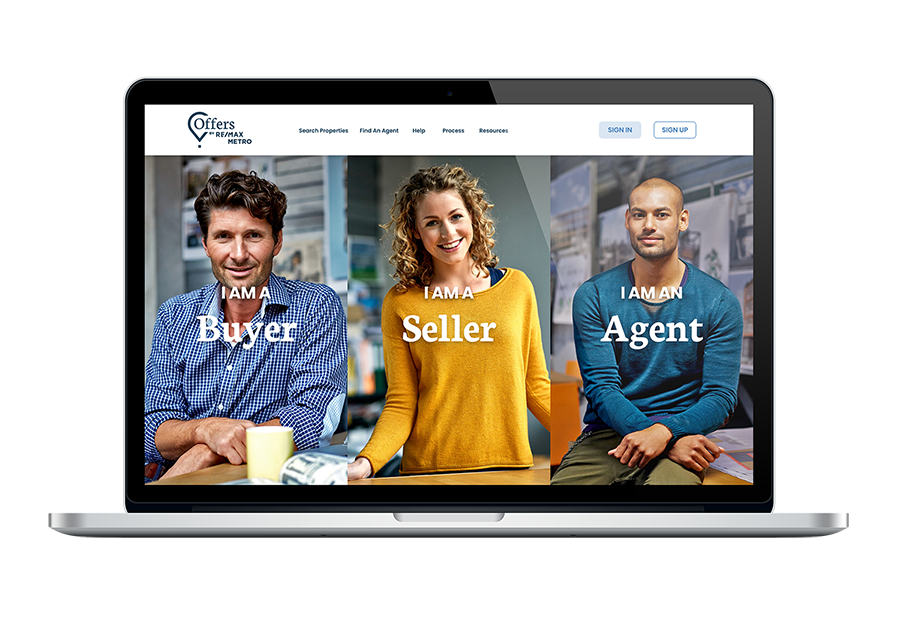 Offers
BY RE/MAX
METRO
Search Properties Find An Agent Help Process Resources
SIGN IN SIGN UP
I AM A
Buyer
I AM A
Seller
I AM AN
Agent